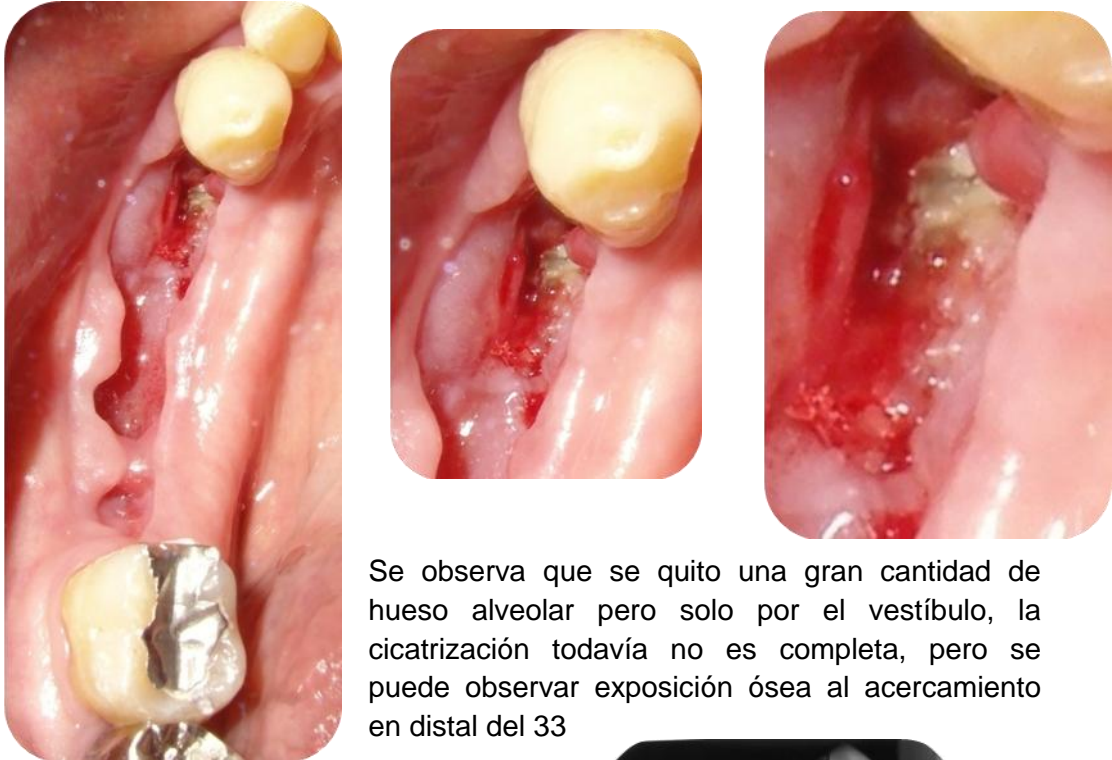 Se observa que se quito una gran cantidad de
hueso alveolar pero solo por el vestíbulo, la
cicatrización todavía no es completa, pero se
puede observar exposición ósea al acercamiento
en distal del 33